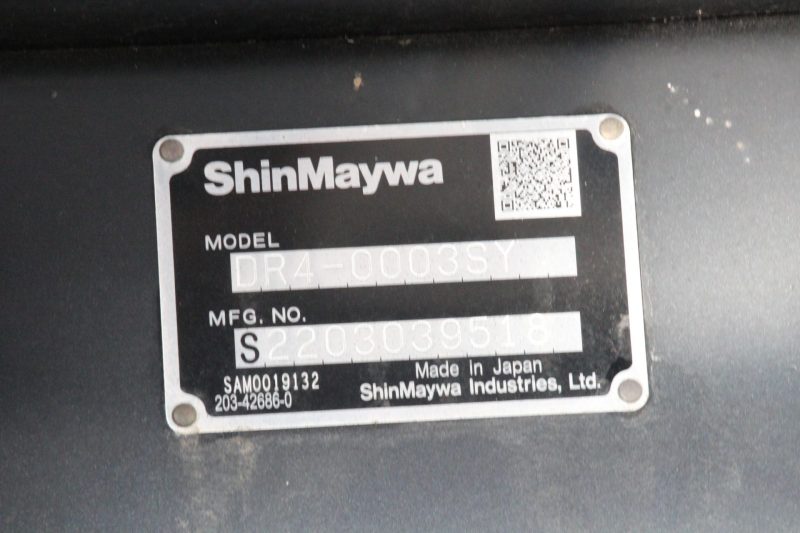 ShinMaywa
MODEL
DR4-0003SY
MFG. NO.
S2203039518
SAM0019132
203-42686-0
Made in Japan
ShinMaywa Industries, Ltd.